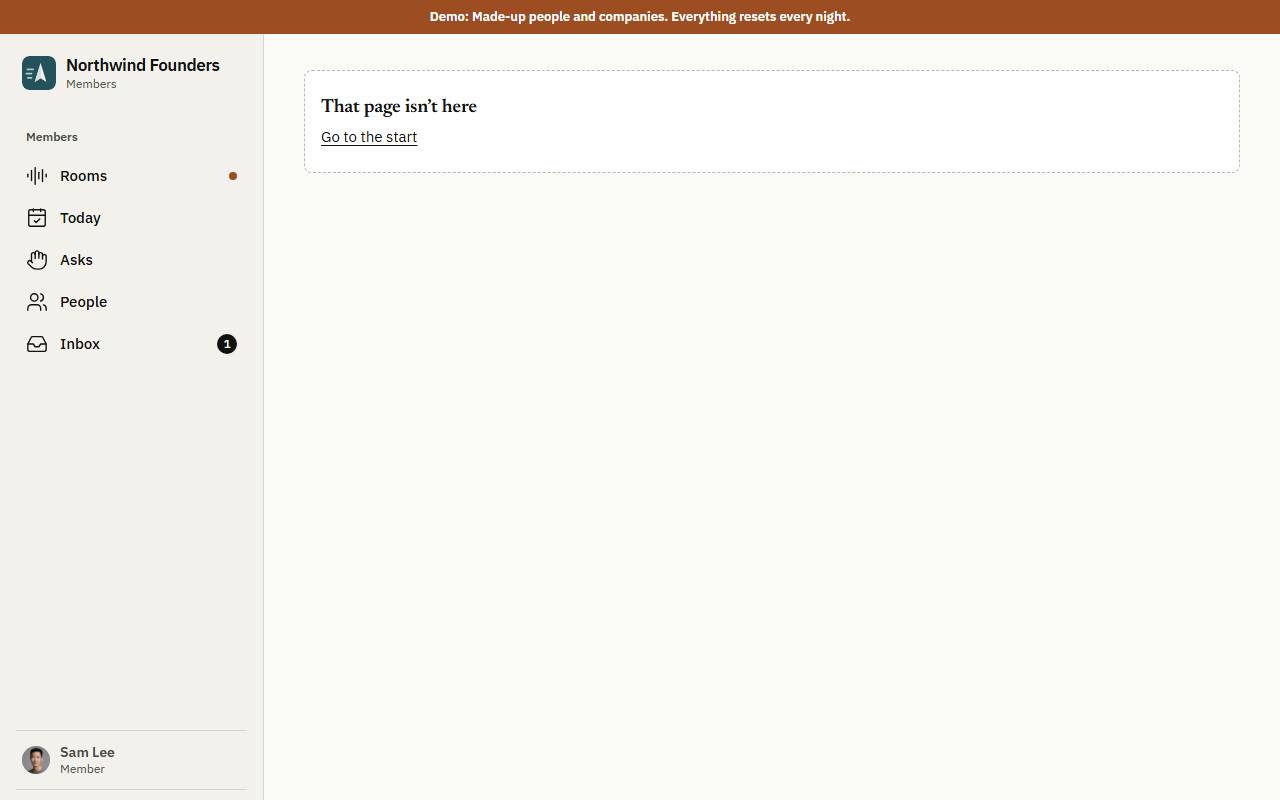 Demo: Made-up people and companies. Everything resets every night.
Northwind Founders
Members
Members
Rooms
Today
Asks
People
Inbox
1
That page isn’t here
Go to the start
Sam Lee
Member